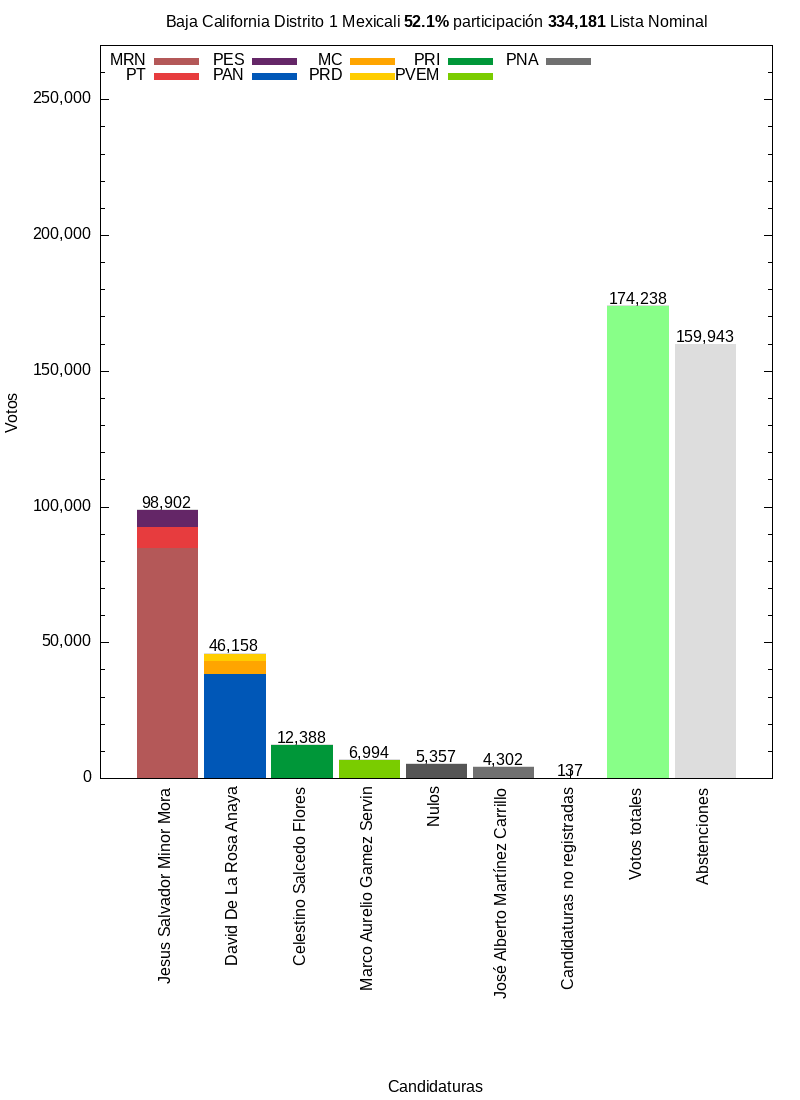 Baja California Distrito 1 Mexicali 52.1% participación 334,181 Lista Nominal
MRN PES MC PRI PNA
PT PAN PRD PVEM
250,000
200,000
150,000
100,000
50,000
0
Votos
98,902
46,158
12,388
6,994
5,357
4,302
137
174,238
159,943
Jesus Salvador Minor Mora
David De La Rosa Anaya
Celestino Salcedo Flores
Marco Aurelio Gamez Servin
Nulos
José Alberto Martínez Carrillo
Candidaturas no registradas
Votos totales
Abstenciones
Candidaturas